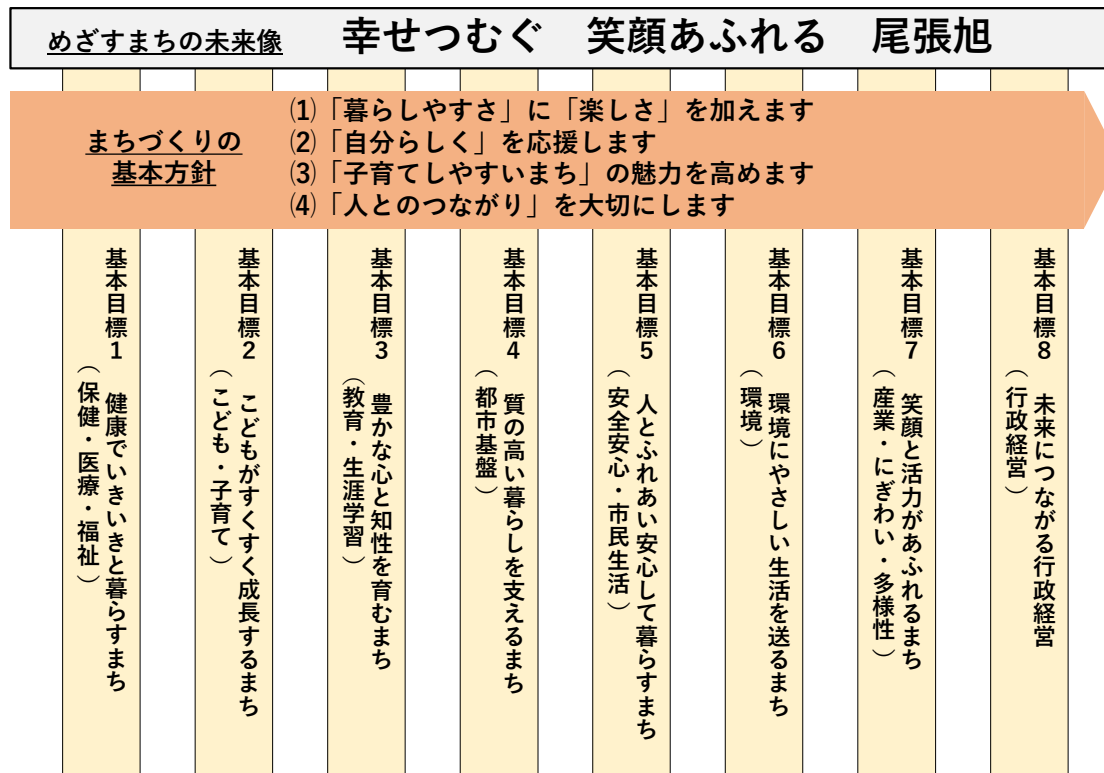 めざすまちの未来像 幸せつむぐ 笑顔あふれる 尾張旭
まちづくりの
基本方針
⑴「暮らしやすさ」に「楽しさ」を加えます
⑵「自分らしく」を応援します
⑶「子育てしやすいまち」の魅力を高めます
⑷「人とのつながり」を大切にします
基本目標1 健康でいきいきと暮らすまち
（保健・医療・福祉）
基本目標2 こどもがすくすく成長するまち
（こども・子育て）
基本目標3 豊かな心と知性を育むまち
（教育・生涯学習）
基本目標4 質の高い暮らしを支えるまち
（都市基盤）
基本目標5 人とふれあい安心して暮らすまち
（安全安心・市民生活）
基本目標6 環境にやさしい生活を送るまち
（環境）
基本目標7 笑顔と活力があふれるまち
（産業・にぎわい・多様性）
基本目標8 未来につながる行政経営
（行政経営）